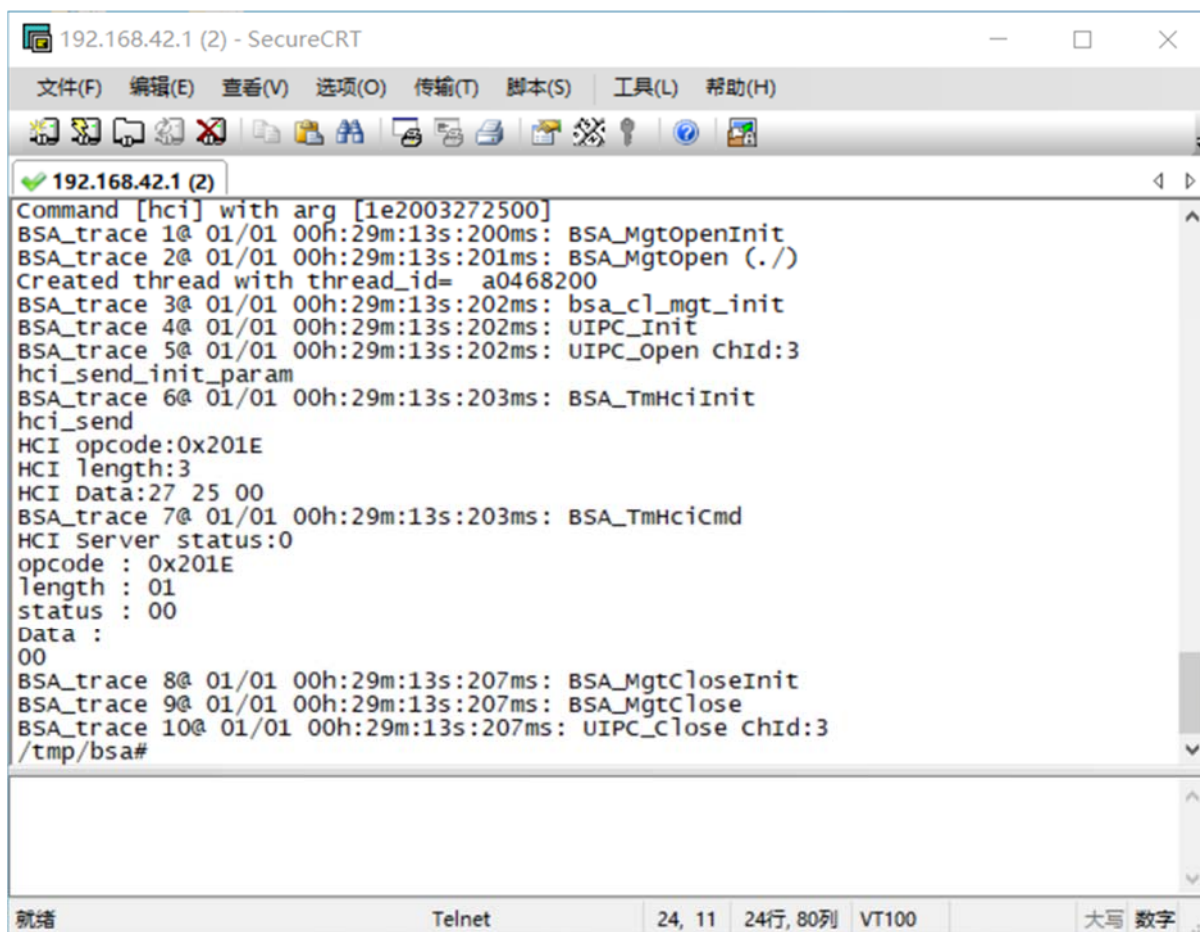 192.168.42.1 (2) - SecureCRT
文件(F) 编辑(E) 查看(V) 选项(O) 传输(T) 脚本(S) 工具(L) 帮助(H)
192.168.42.1 (2)
Command [hci] with arg [1e2003272500]
BSA_trace 1@ 01/01 00h:29m:13s:200ms: BSA_MgtOpenInit
BSA_trace 2@ 01/01 00h:29m:13s:201ms: BSA_MgtOpen (./)
Created thread with thread_id=  a0468200
BSA_trace 3@ 01/01 00h:29m:13s:202ms: bsa_cl_mgt_init
BSA_trace 4@ 01/01 00h:29m:13s:202ms: UIPC_Init
BSA_trace 5@ 01/01 00h:29m:13s:202ms: UIPC_Open ChId:3
hci_send_init_param
BSA_trace 6@ 01/01 00h:29m:13s:203ms: BSA_TmHciInit
hci_send
HCI opcode:0x201E
HCI length:3
HCI Data:27 25 00
BSA_trace 7@ 01/01 00h:29m:13s:203ms: BSA_TmHciCmd
HCI Server status:0
opcode : 0x201E
length : 01
status : 00
Data :
00
BSA_trace 8@ 01/01 00h:29m:13s:207ms: BSA_MgtCloseInit
BSA_trace 9@ 01/01 00h:29m:13s:207ms: BSA_MgtClose
BSA_trace 10@ 01/01 00h:29m:13s:207ms: UIPC_Close ChId:3
/tmp/bsa#
就绪 Telnet 24, 11 24行, 80列 VT100 大写 数字